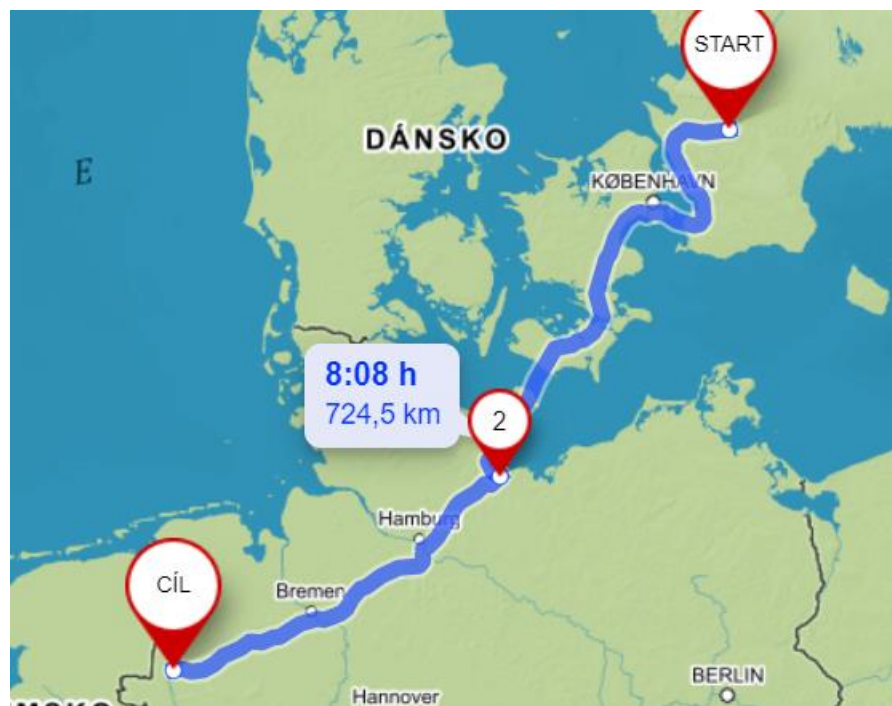 START
DÁNSKO
E
KØBENHAVN
8:08 h
724,5 km
2
Hamburg
CÍL
Bremen
BERLIN
Hannover